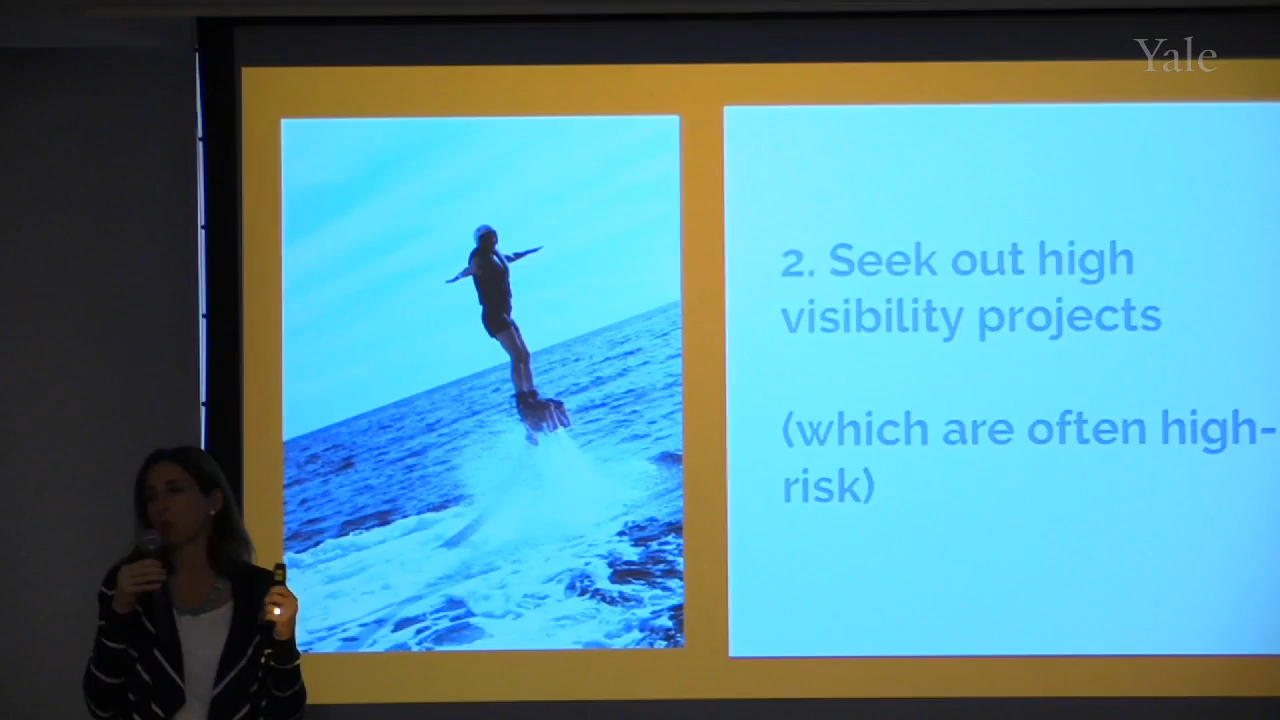 Yale
2. Seek out high
visibility projects
(which are often high-
risk)